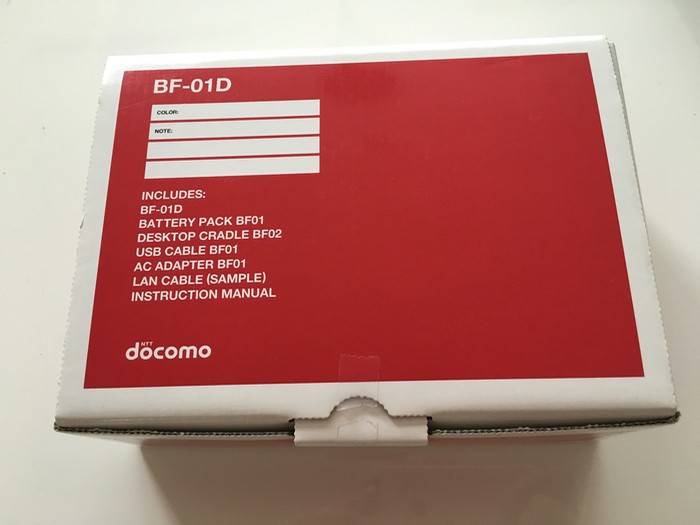 BF-01D
COLOR:
NOTE:
INCLUDES:
BF-01D
BATTERY PACK BF01
DESKTOP CRADLE BF02
USB CABLE BF01
AC ADAPTER BF01
LAN CABLE (SAMPLE)
INSTRUCTION MANUAL
NTT
docomo